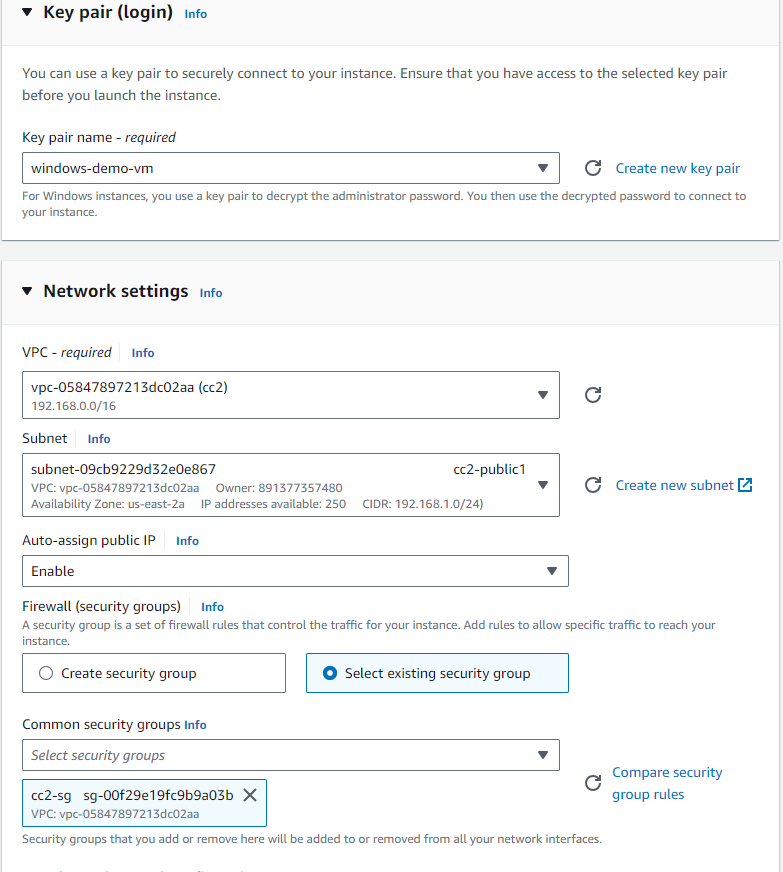 Key pair (login) Info
You can use a key pair to securely connect to your instance. Ensure that you have access to the selected key pair
before you launch the instance.
Key pair name - required
windows-demo-vm
Create new key pair
For Windows instances, you use a key pair to decrypt the administrator password. You then use the decrypted password to connect to
your instance.
Network settings Info
VPC - required Info
vpc-05847897213dc02aa (cc2)
192.168.0.0/16
Subnet Info
subnet-09cb9229d32e0e867 cc2-public1
VPC: vpc-05847897213dc02aa Owner: 891377357480
Availability Zone: us-east-2a IP addresses available: 250 CIDR: 192.168.1.0/24)
Create new subnet
Auto-assign public IP Info
Enable
Firewall (security groups) Info
A security group is a set of firewall rules that control the traffic for your instance. Add rules to allow specific traffic to reach your
instance.
Create security group Select existing security group
Common security groups Info
Select security groups
Compare security
group rules
cc2-sg sg-00f29e19fc9b9a03b
VPC: vpc-05847897213dc02aa
Security groups that you add or remove here will be added to or removed from all your network interfaces.